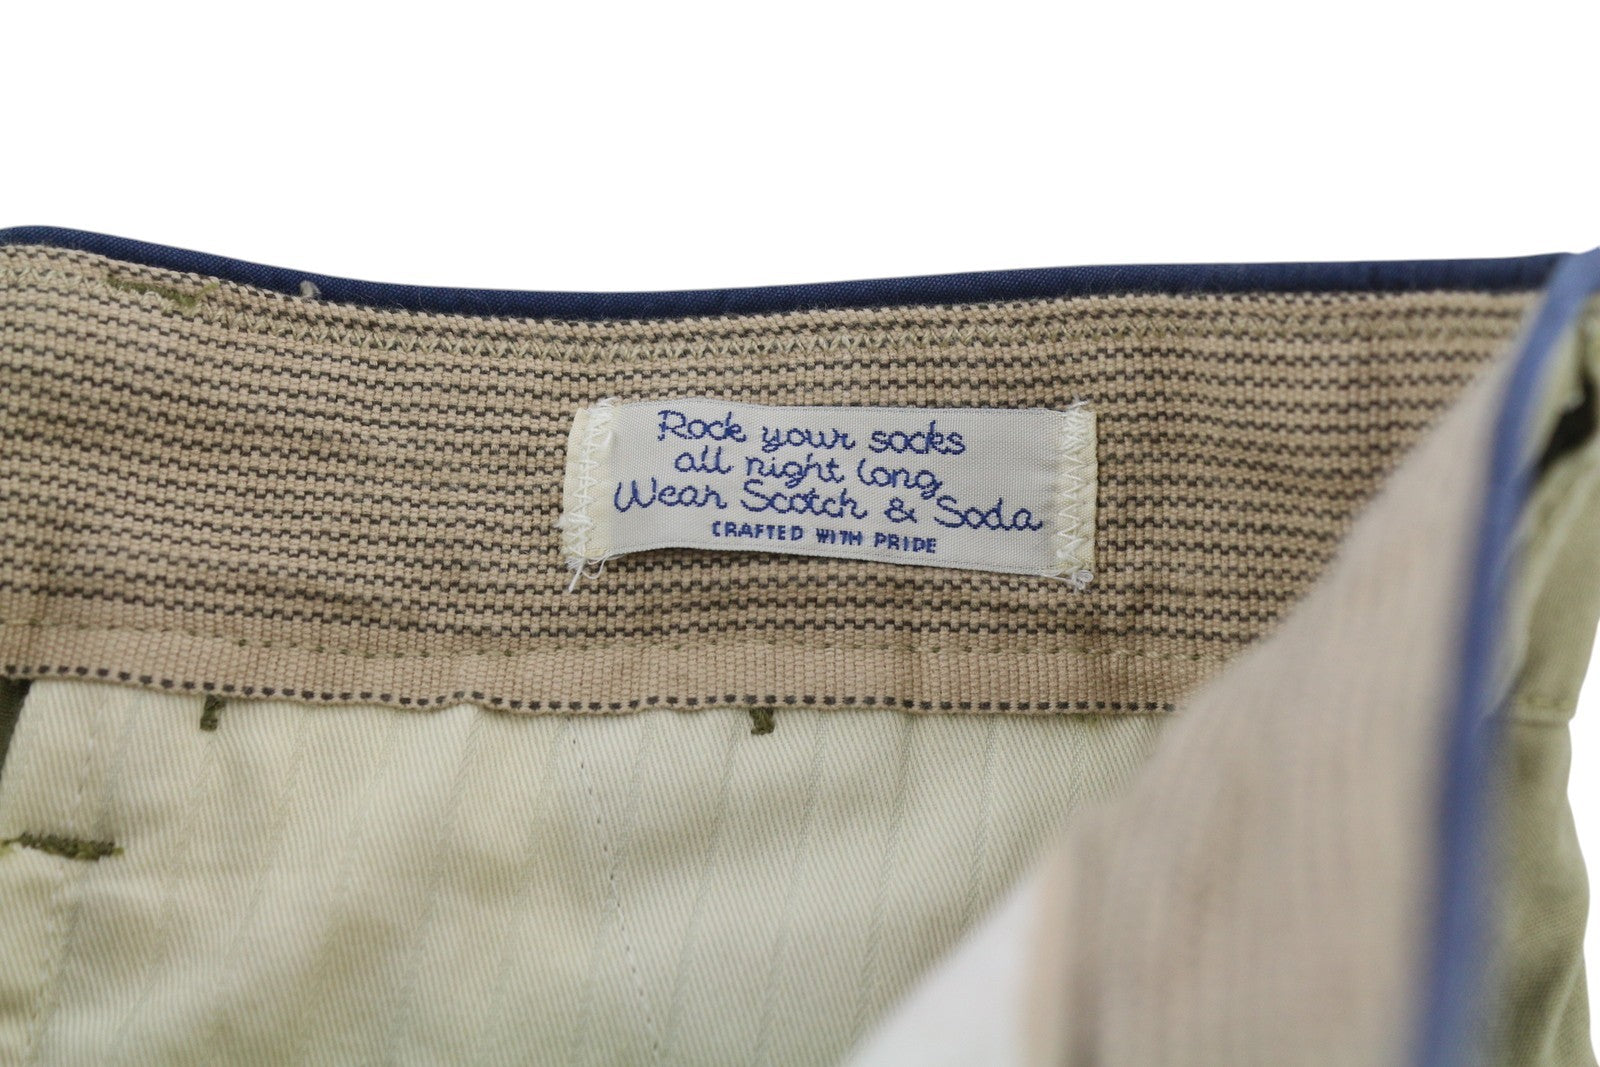 Rock your socks
all night long
Wear Scotch & Soda
CRAFTED WITH PRIDE